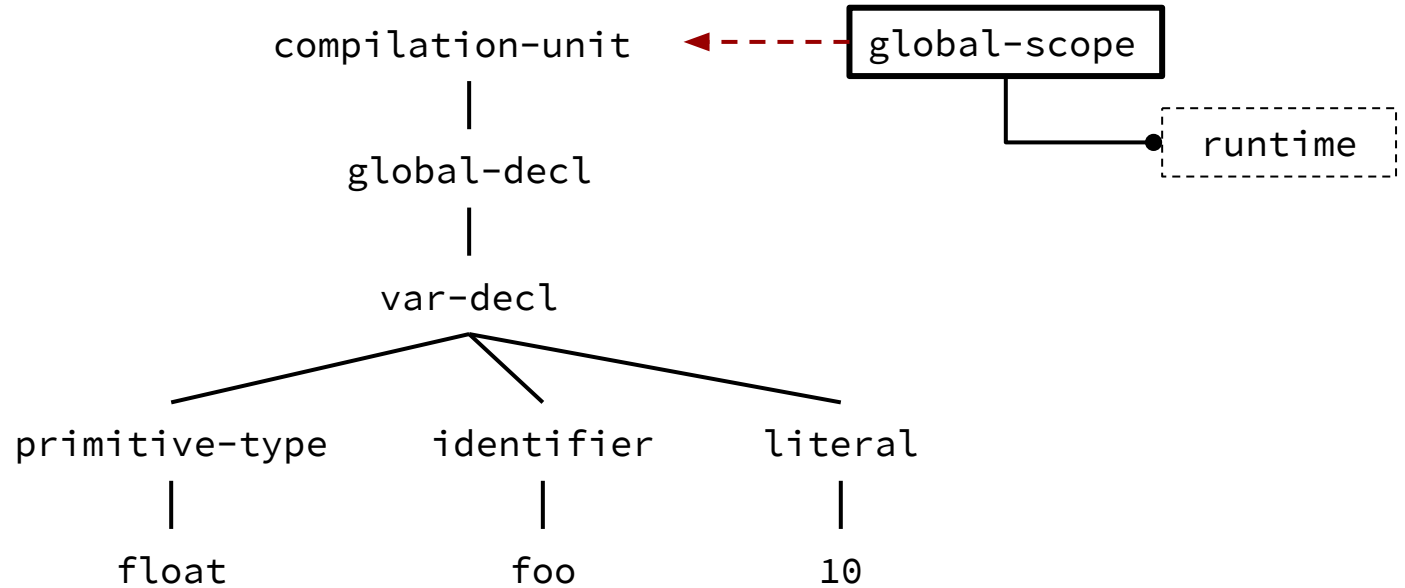 compilation-unit
global-scope
runtime
global-decl
var-decl
primitive-type
identifier
literal
float
foo
10